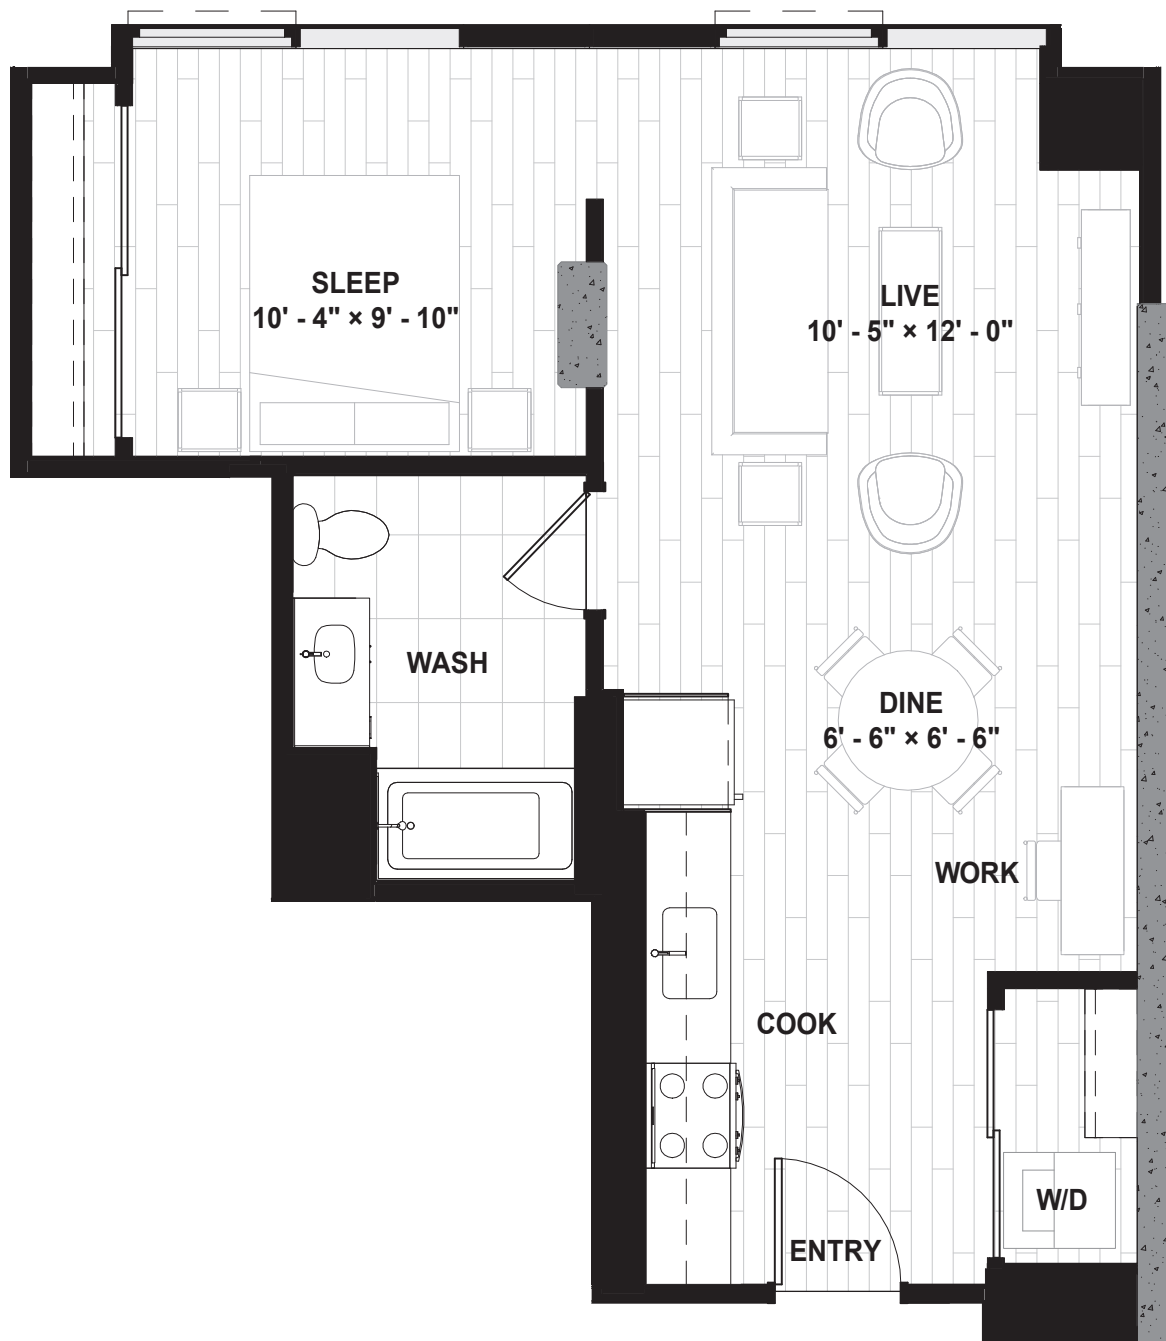 SLEEP
10' - 4" × 9' - 10"
LIVE
10' - 5" × 12' - 0"
WASH
DINE
6' - 6" × 6' - 6"
WORK
COOK
W/D
ENTRY